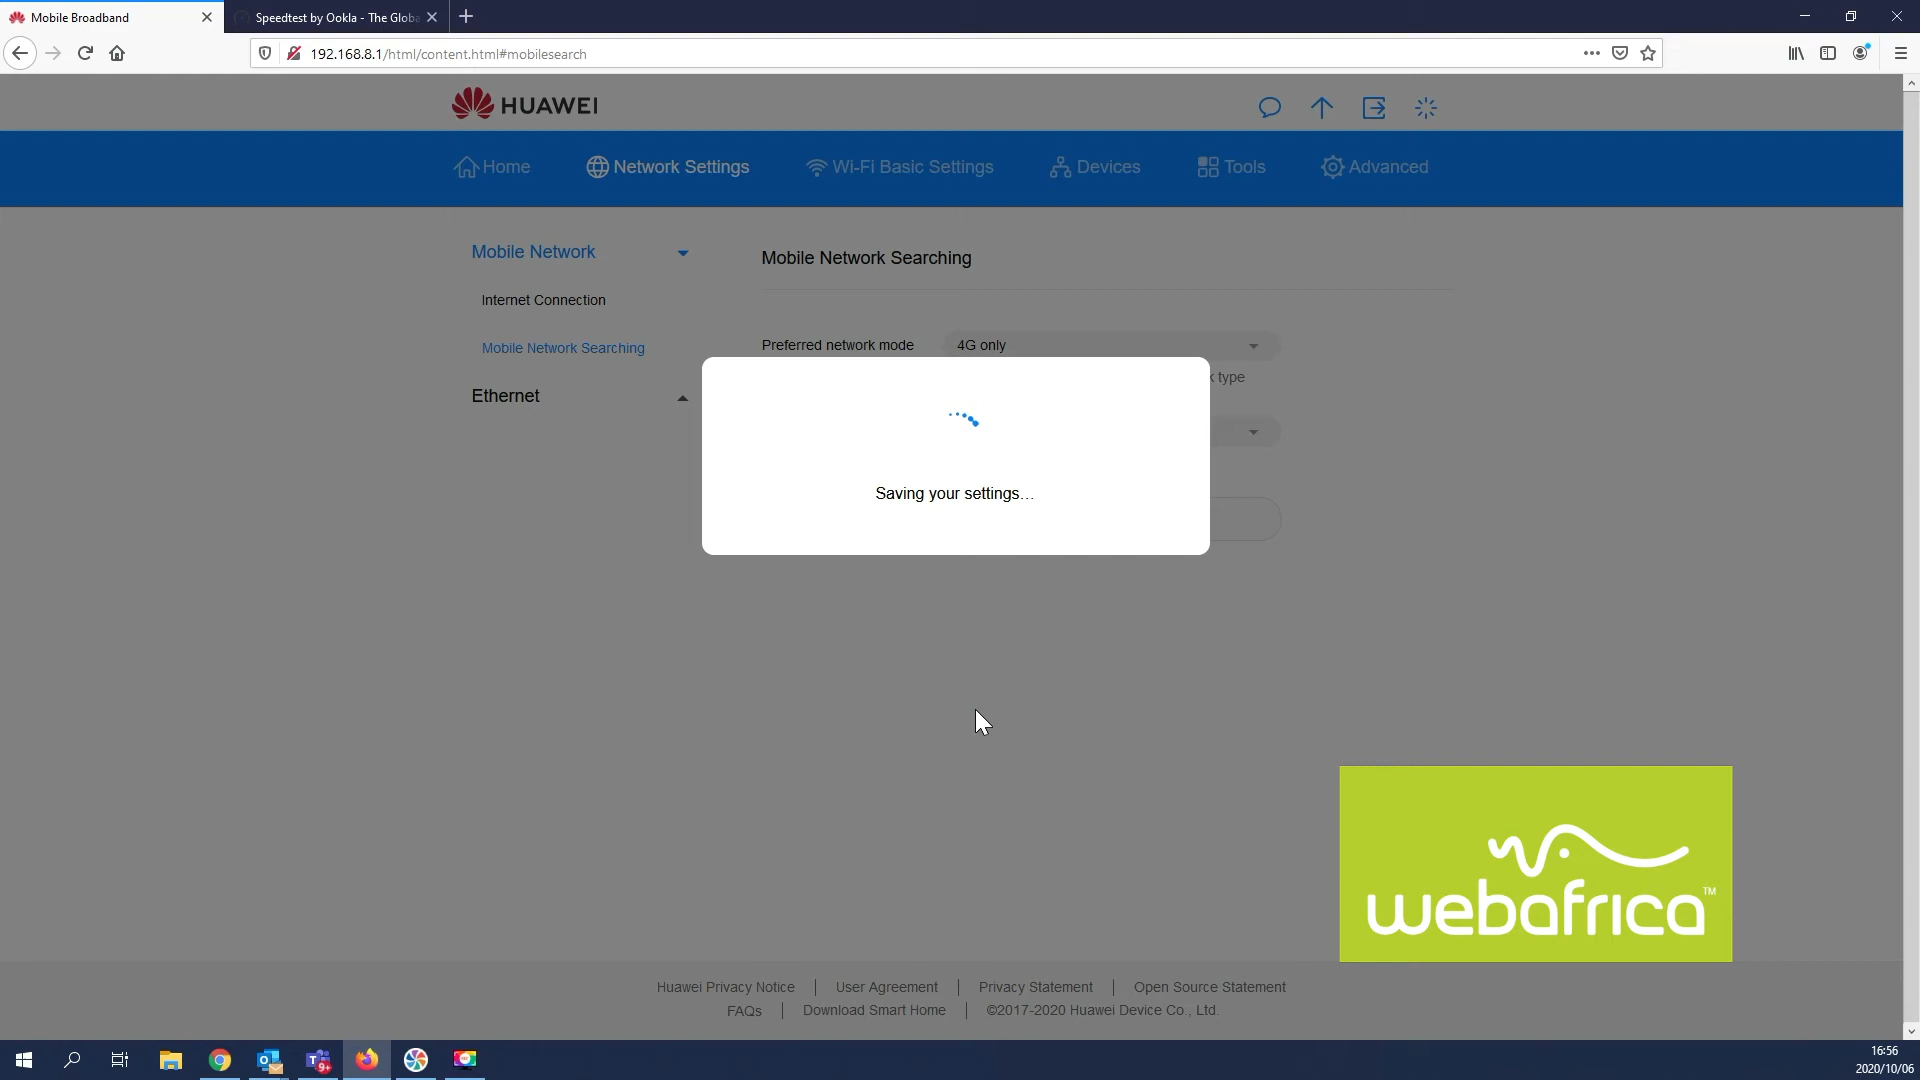 Mobile Broadband
Speedtest by Ookla - The Globa
192.168.8.1/html/content.html#mobilesearch
HUAWEI
Home
Network Settings
Wi-Fi Basic Settings
Devices
Tools
Advanced
Mobile Network
Mobile Network Searching
Internet Connection
Mobile Network Searching
Ethernet
Preferred network mode
4G only
k type
Saving your settings…
webafrica™
Huawei Privacy Notice
User Agreement
Privacy Statement
Open Source Statement
FAQs
Download Smart Home
©2017-2020 Huawei Device Co., Ltd.
9+
16:56
2020/10/06